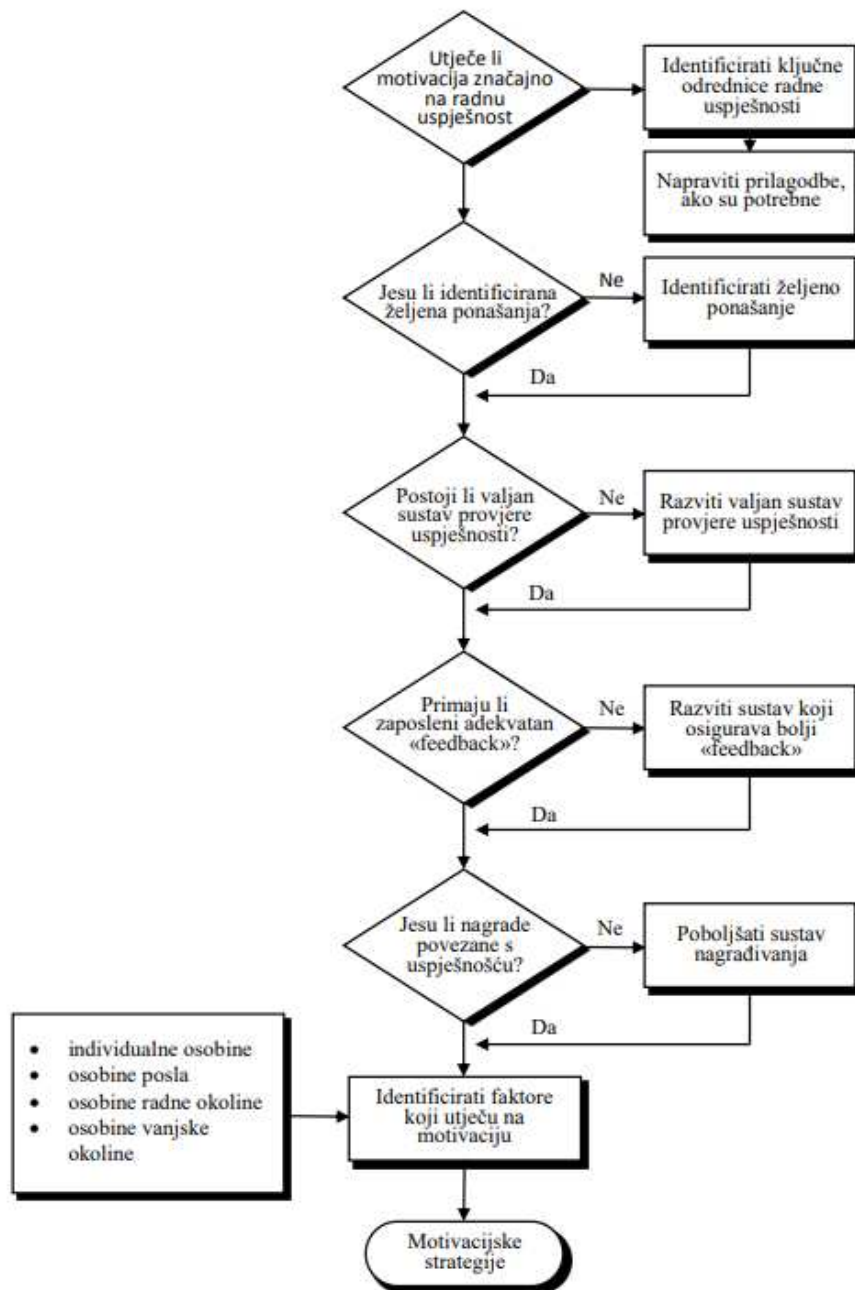 Utječe li
motivacija značajno
na radnu
uspješnost
Identificirati ključne
odrednice radne
uspješnosti
Napraviti prilagodbe,
ako su potrebne
Jesu li identificirana
željena ponašanja?
Ne
Identificirati željeno
ponašanje
Da
Postoji li valjan
sustav provjere
uspješnosti?
Ne
Razviti valjan sustav
provjere uspješnosti
Da
Primaju li
zaposleni adekvatan
«feedback»?
Ne
Razviti sustav koji
osigurava bolji
«feedback»
Da
Jesu li nagrade
povezane s
uspješnošću?
Ne
Poboljšati sustav
nagrađivanja
Da
• individualne osobine
• osobine posla
• osobine radne okoline
• osobine vanjske
okoline
Identificirati faktore
koji utječu na
motivaciju
Motivacijske
strategije